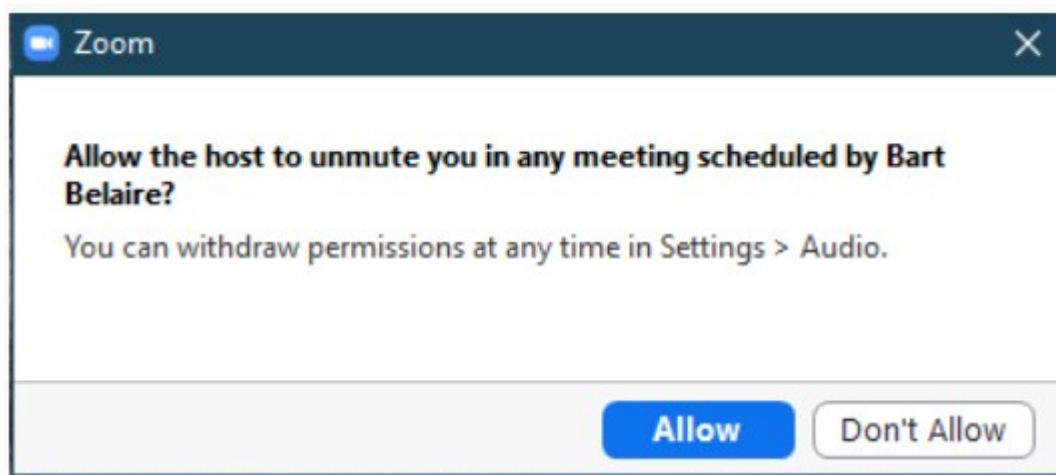 Zoom
Allow the host to unmute you in any meeting scheduled by Bart
Belaire?
You can withdraw permissions at any time in Settings > Audio.
Allow
Don't Allow